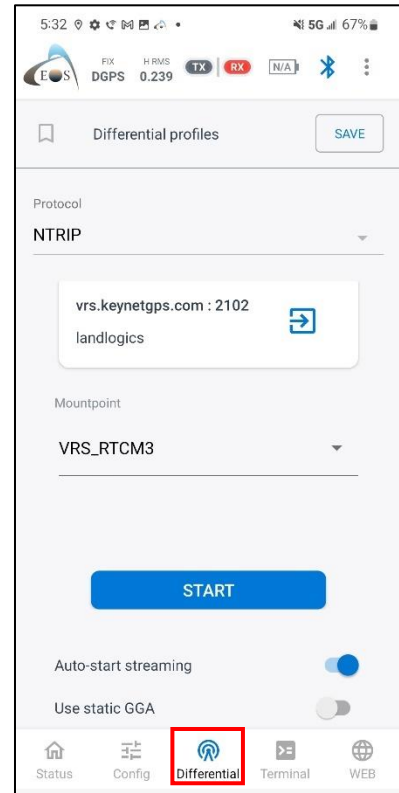 5:32 5G 67%
EOS
FIX H RMS
DGPS 0.239 TX RX N/A
Differential profiles SAVE
Protocol
NTRIP
vrs.keynetgps.com : 2102
landlogics
Mountpoint
VRS_RTCM3
START
Auto-start streaming
Use static GGA
Status Config Differential Terminal WEB